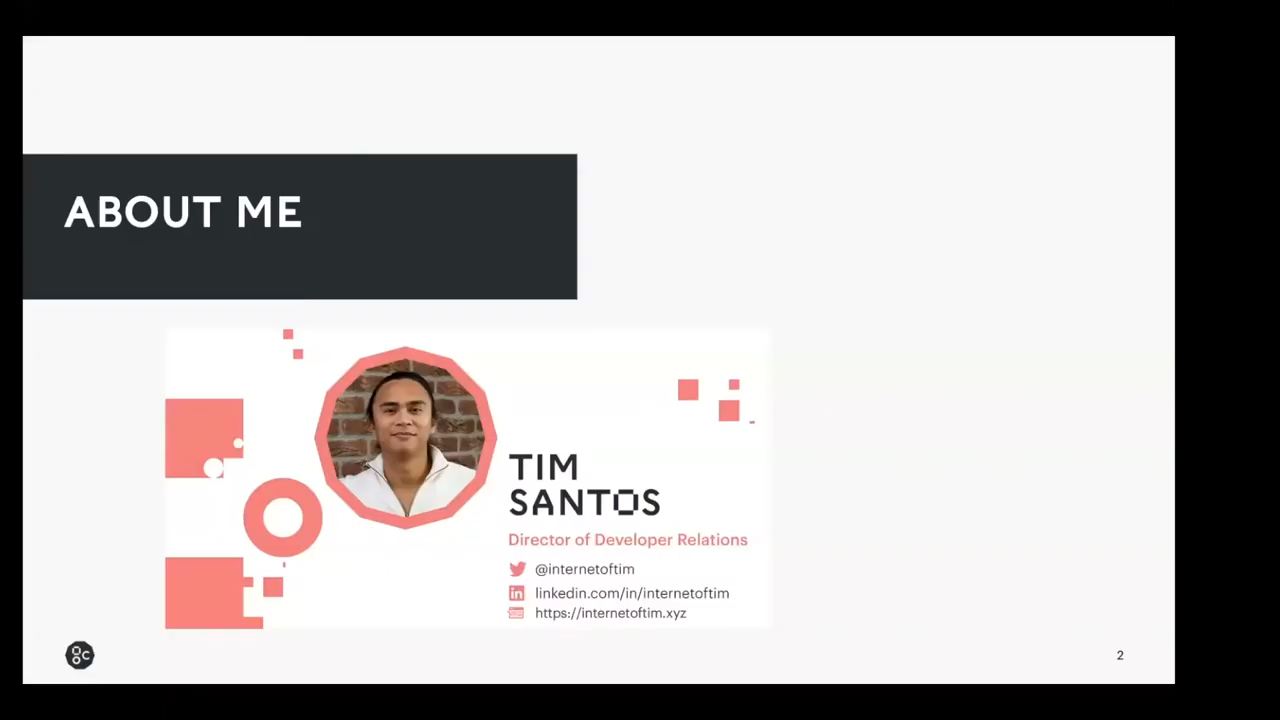 ABOUT ME
TIM
SANTOS
Director of Developer Relations
@internetoftim
linkedin.com/in/internetoftim
https://internetoftim.xyz
2